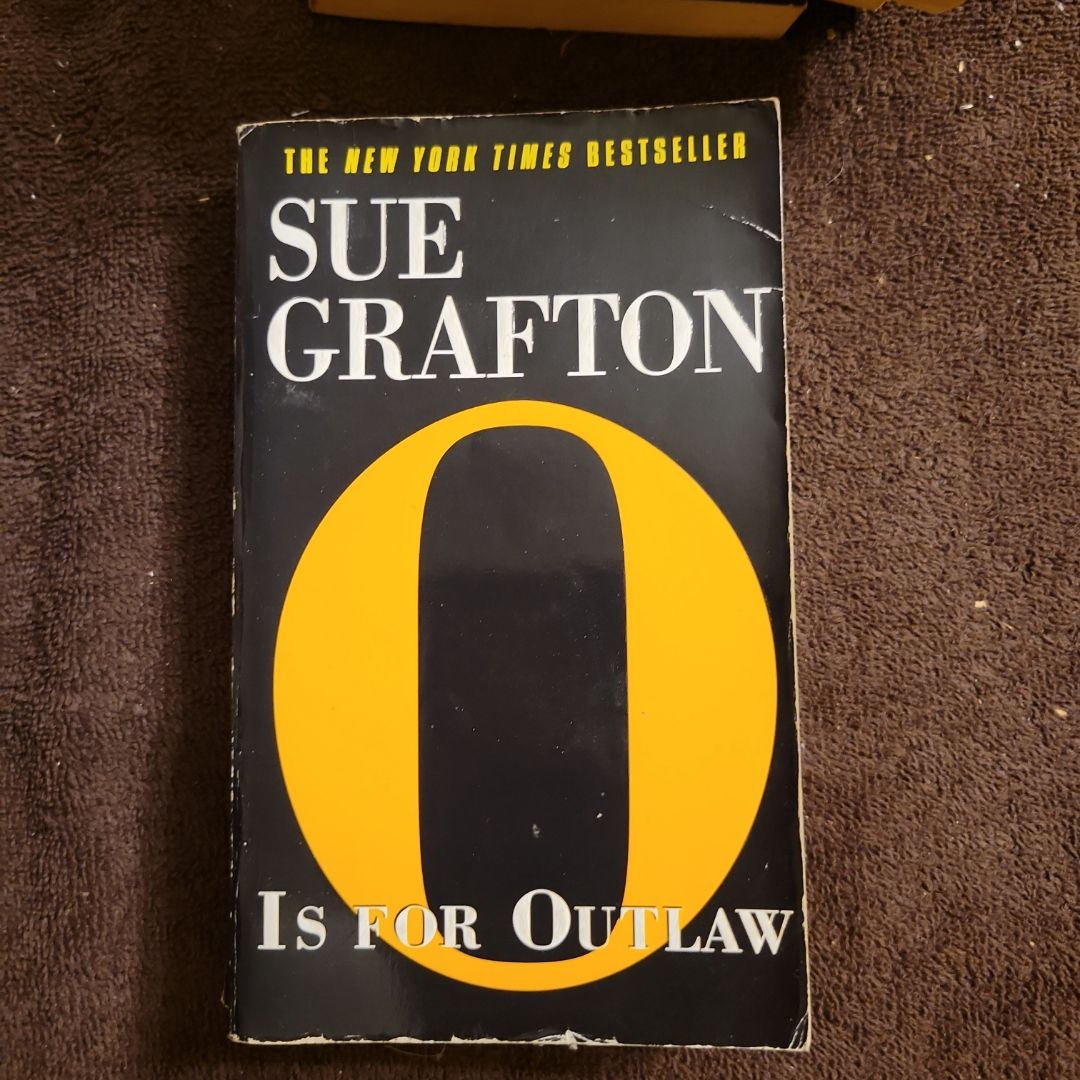 THE NEW YORK TIMES BESTSELLER
SUE
GRAFTON
O
IS FOR OUTLAW